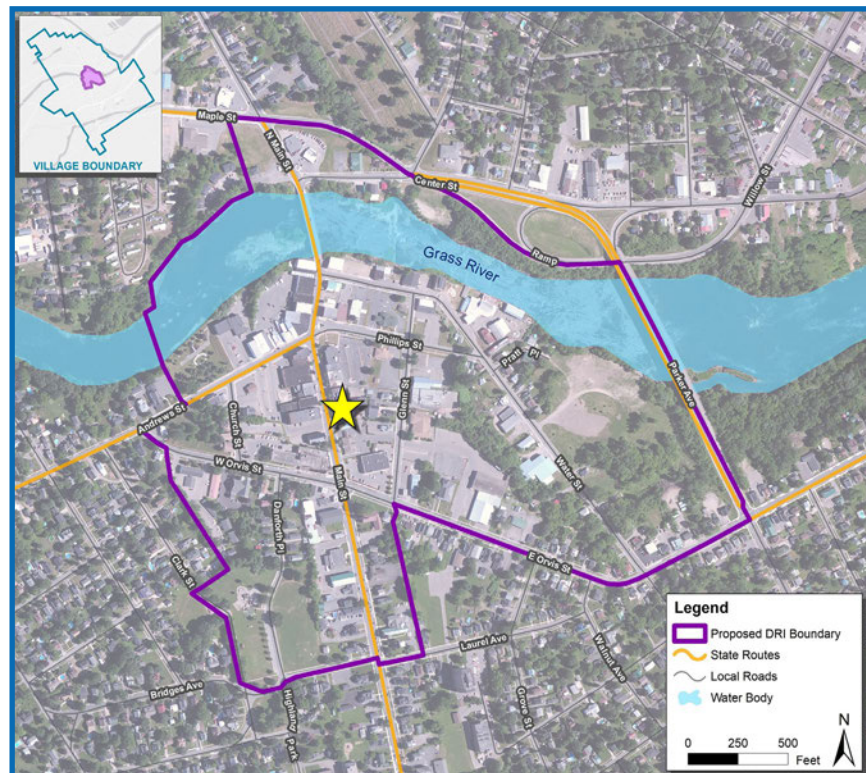 VILLAGE BOUNDARY
Maple St
N Main St
Center St
Willow St
Ramp
Grass River
Phillips St
Pratt Pl
Parker Ave
Glenn St
Andrews St
Church St
W Orvis St
Main St
Water St
Danforth Pl
Clark St
E Orvis St
Laurel Ave
Walnut Ave
Bridges Ave
Highland Park
Grove St
Legend
Proposed DRI Boundary
State Routes
Local Roads
Water Body
N
0 250 500
Feet